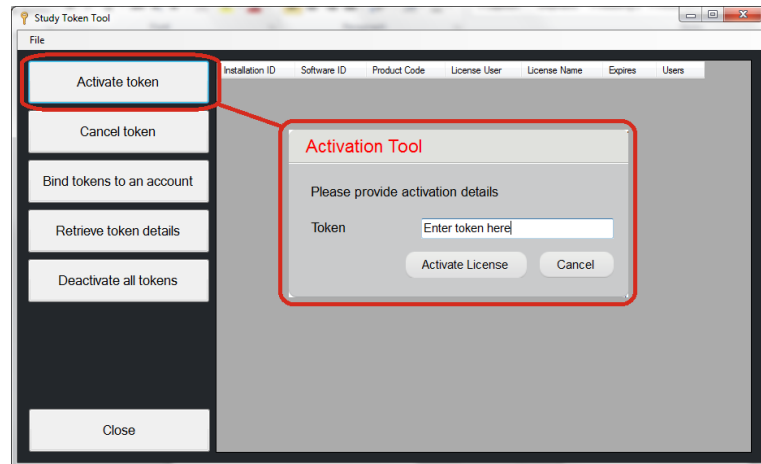 Study Token Tool
File
Activate token
Cancel token
Bind tokens to an account
Retrieve token details
Deactivate all tokens
Close
Installation ID Software ID Product Code License User License Name Expires Users
Activation Tool
Please provide activation details
Token Enter token here
Activate License Cancel